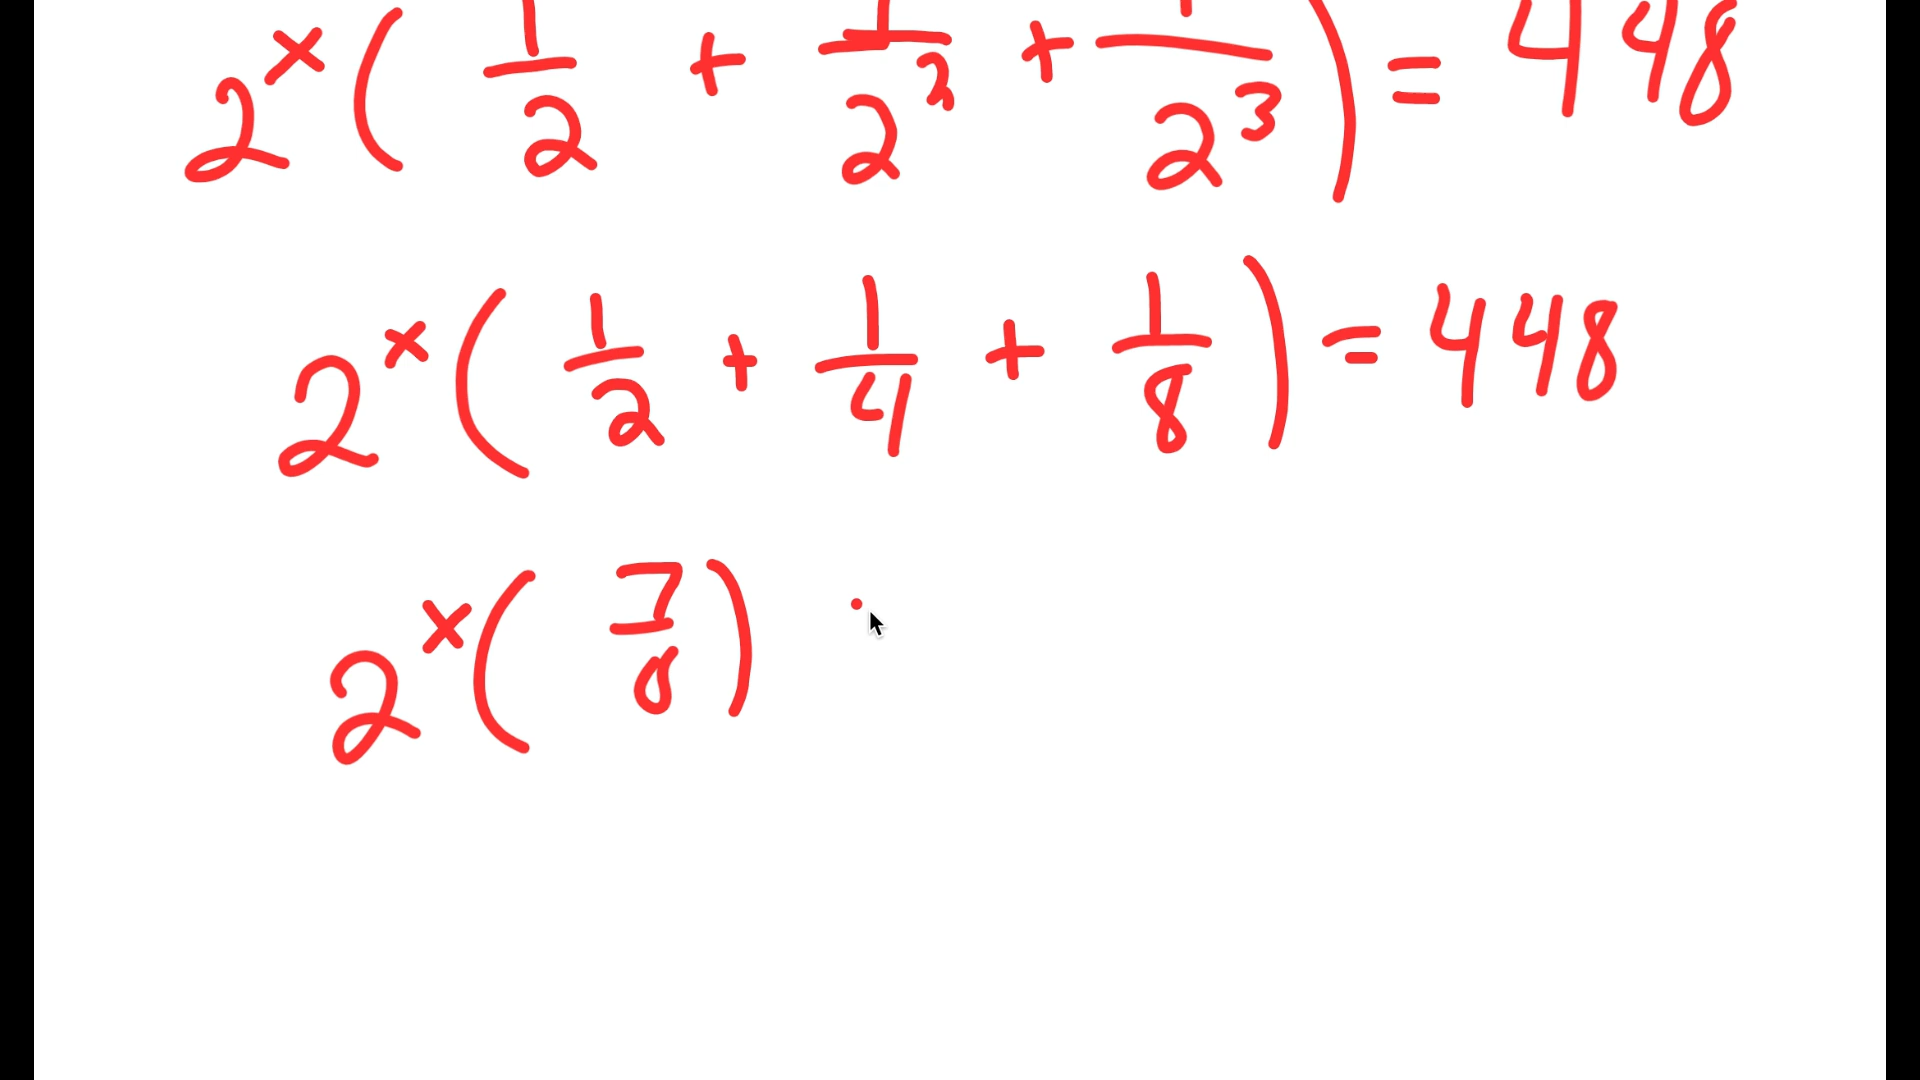 2^x ( 1/2 + 1/2^2 + 1/2^3 ) = 448
2^x ( 1/2 + 1/4 + 1/8 ) = 448
2^x ( 7/8 )